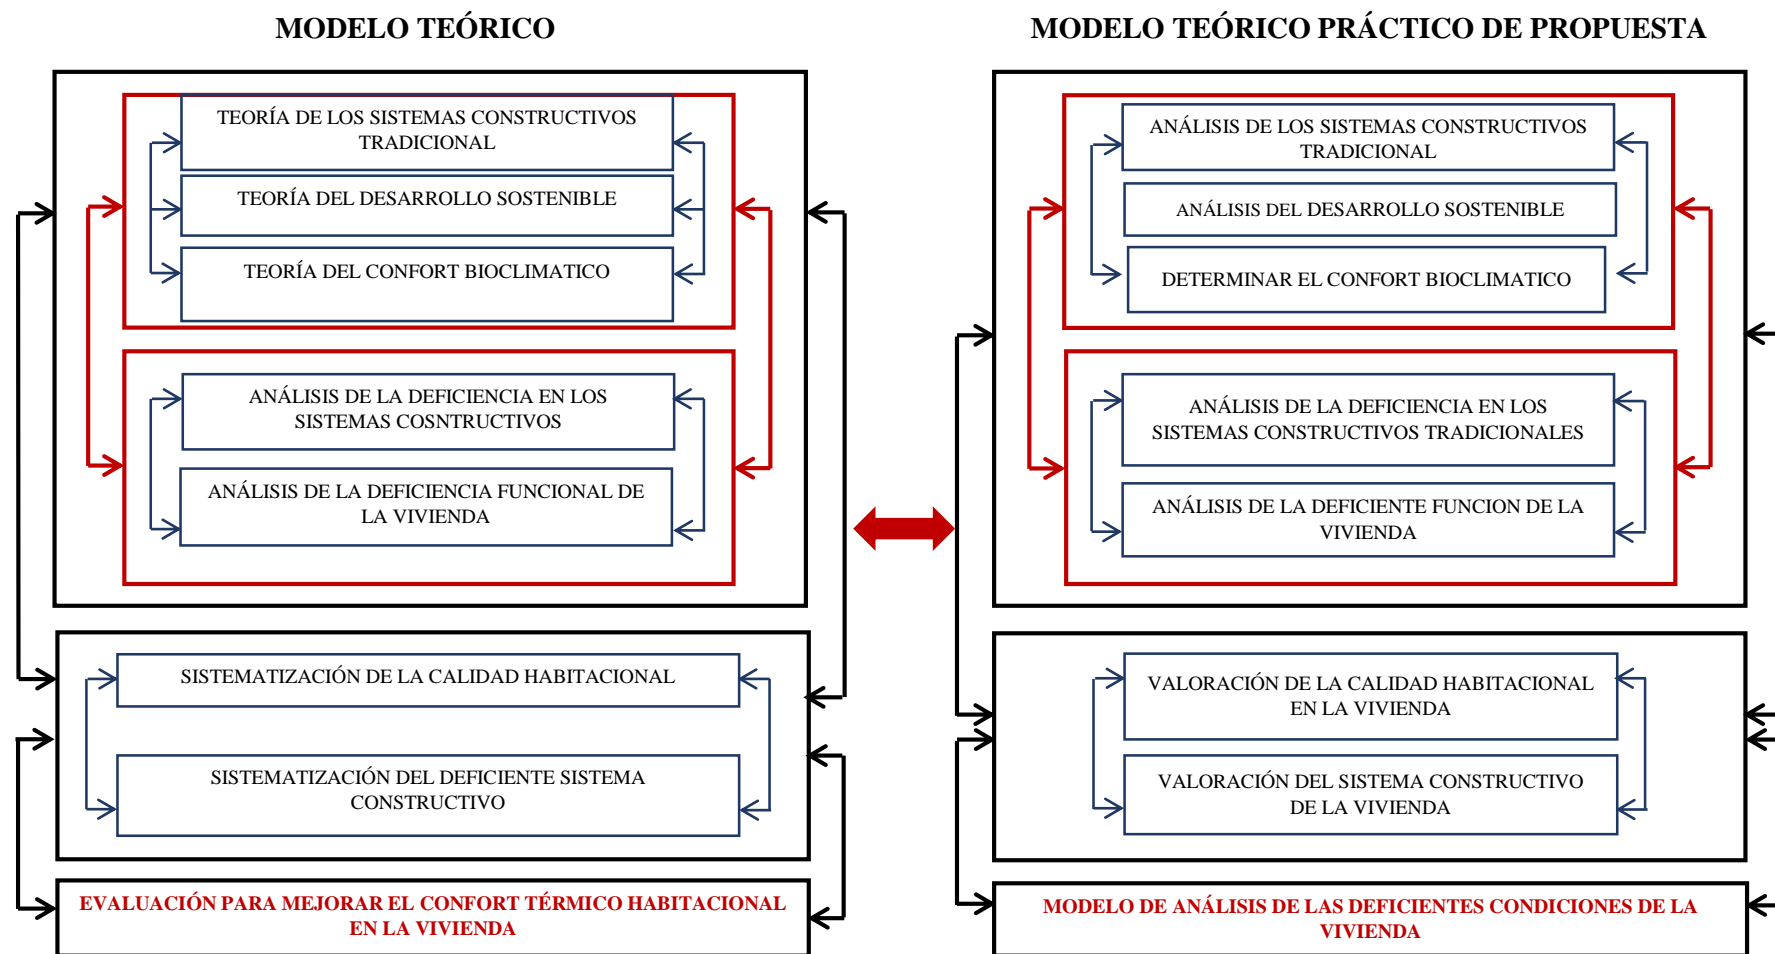 MODELO TEÓRICO
TEORÍA DE LOS SISTEMAS CONSTRUCTIVOS
TRADICIONAL
TEORÍA DEL DESARROLLO SOSTENIBLE
TEORÍA DEL CONFORT BIOCLIMATICO
ANÁLISIS DE LA DEFICIENCIA EN LOS
SISTEMAS COSNTRUCTIVOS
ANÁLISIS DE LA DEFICIENCIA FUNCIONAL DE
LA VIVIENDA
SISTEMATIZACIÓN DE LA CALIDAD HABITACIONAL
SISTEMATIZACIÓN DEL DEFICIENTE SISTEMA
CONSTRUCTIVO
EVALUACIÓN PARA MEJORAR EL CONFORT TÉRMICO HABITACIONAL
EN LA VIVIENDA
MODELO TEÓRICO PRÁCTICO DE PROPUESTA
ANÁLISIS DE LOS SISTEMAS CONSTRUCTIVOS
TRADICIONAL
ANÁLISIS DEL DESARROLLO SOSTENIBLE
DETERMINAR EL CONFORT BIOCLIMATICO
ANÁLISIS DE LA DEFICIENCIA EN LOS
SISTEMAS CONSTRUCTIVOS TRADICIONALES
ANÁLISIS DE LA DEFICIENTE FUNCION DE LA
VIVIENDA
VALORACIÓN DE LA CALIDAD HABITACIONAL
EN LA VIVIENDA
VALORACIÓN DEL SISTEMA CONSTRUCTIVO
DE LA VIVIENDA
MODELO DE ANÁLISIS DE LAS DEFICIENTES CONDICIONES DE LA
VIVIENDA